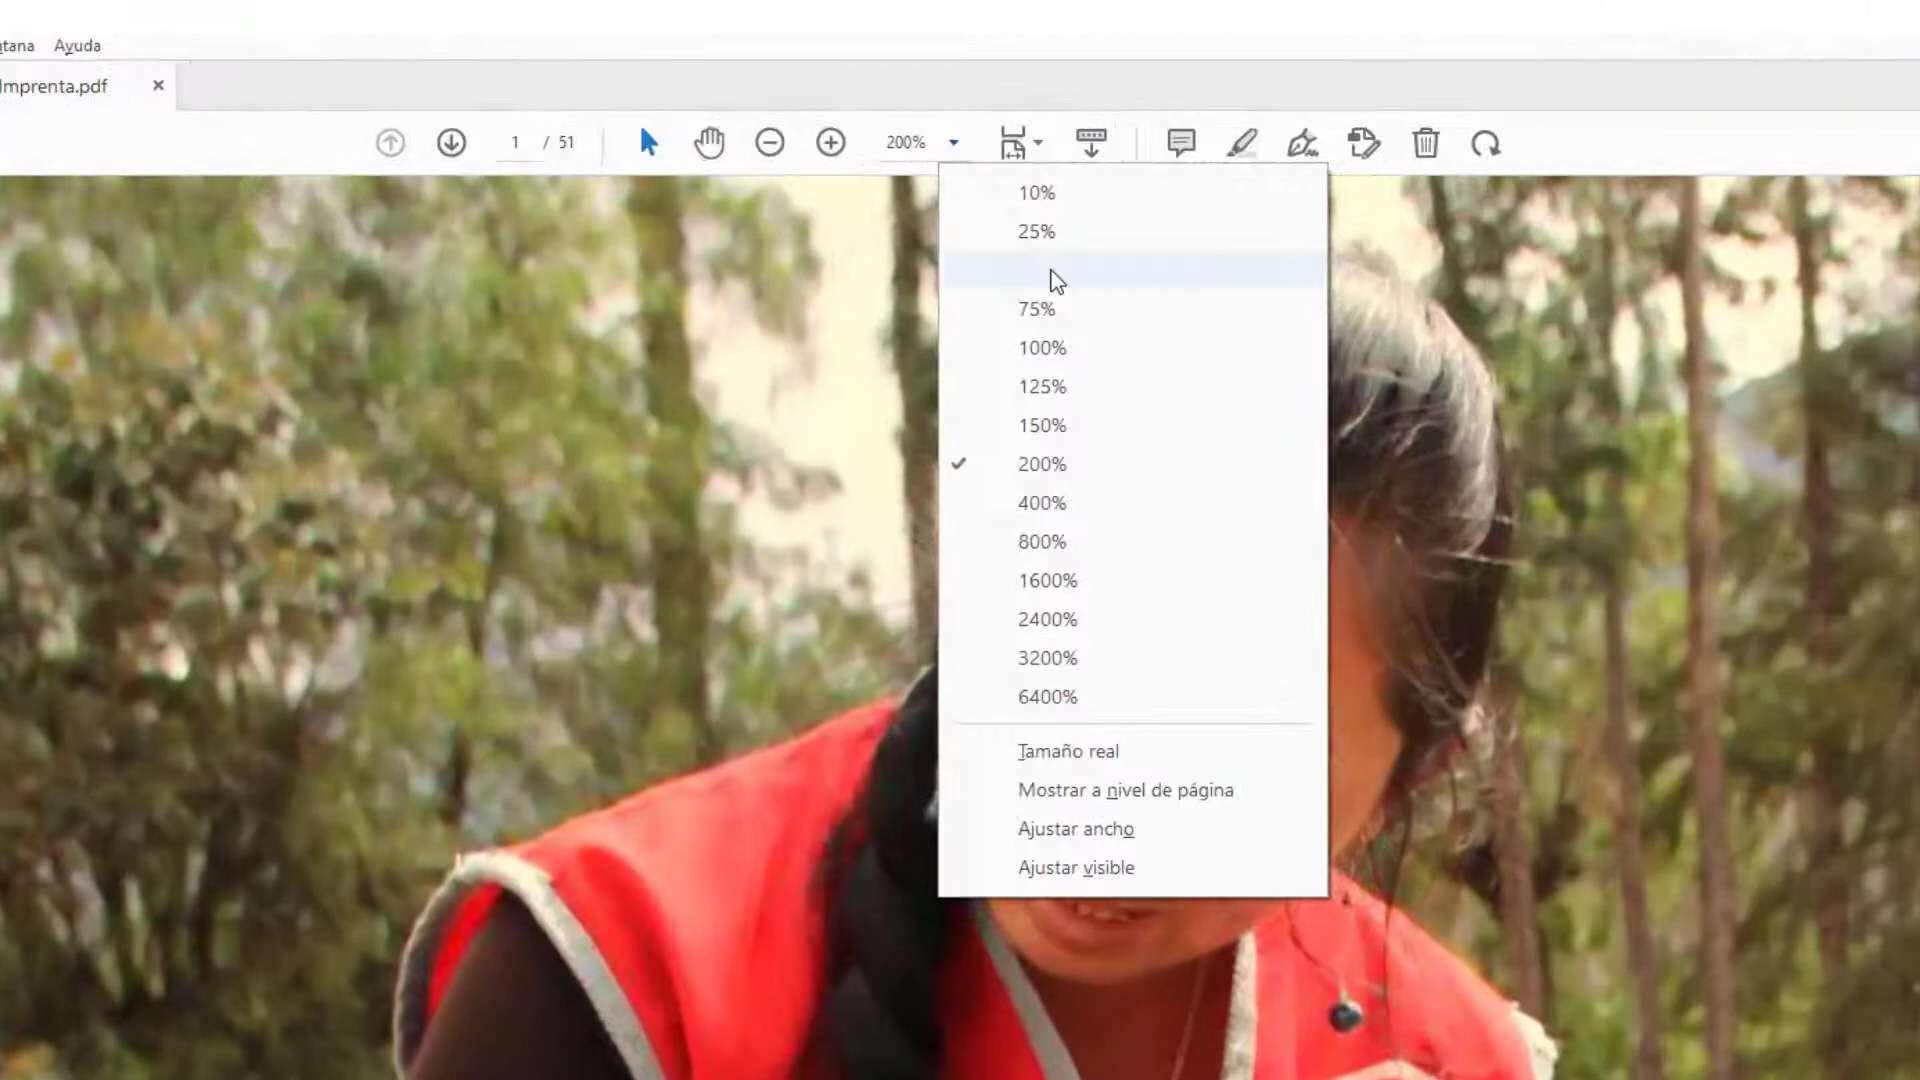 tana Ayuda
Imprenta.pdf
1 / 51 200%
10%
25%
75%
100%
125%
150%
200%
400%
800%
1600%
2400%
3200%
6400%
Tamaño real
Mostrar a nivel de página
Ajustar ancho
Ajustar visible